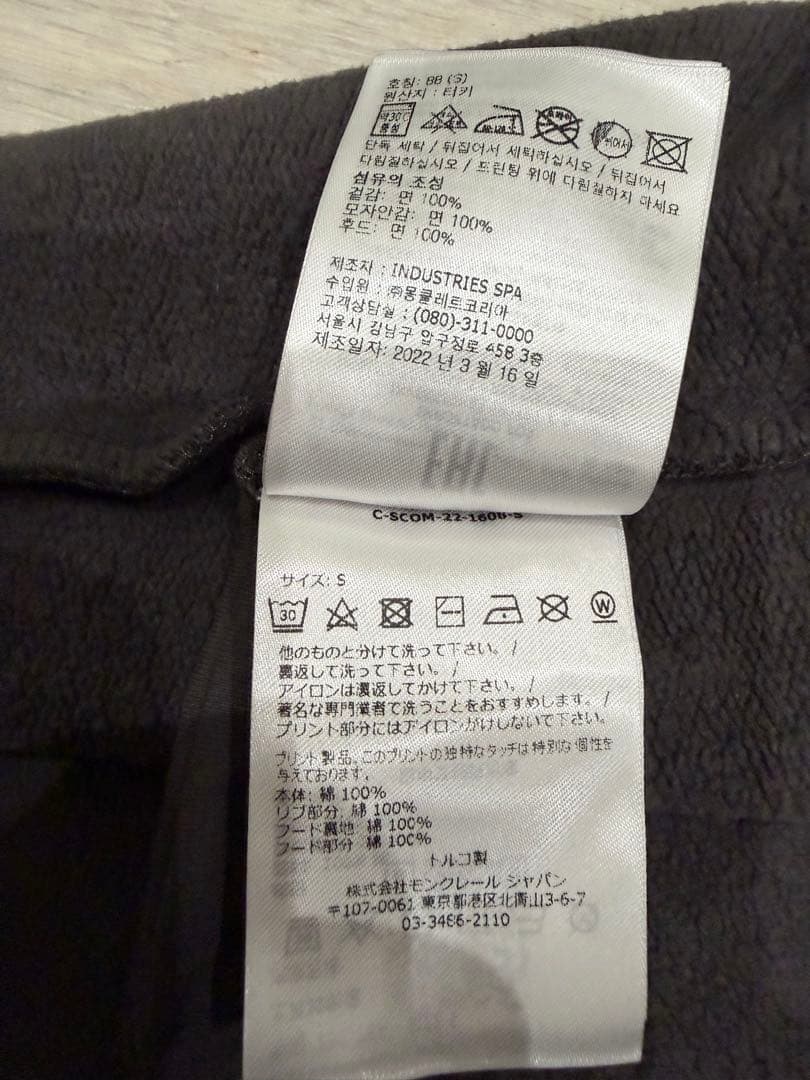 호칭: 88 (S)
원산지 : 터키
약30℃
중성
단독 세탁 / 뒤집어서 세탁하십시오 / 뒤집어서
다림질하십시오 / 프린팅 위에 다림질하지 마세요
섬유의 조성
겉감: 면 100%
모자안감: 면 100%
후드: 면 100%
제조자 : INDUSTRIES SPA
수입원 : ㈜몽클레르코리아
고객상담실 : (080)-311-0000
서울시 강남구 압구정로 458 3층
제조일자: 2022 년 3 월 16 일
EAC
C-SCOM-22-1608-S
サイズ: S
30
W
他のものと分けて洗って下さい。 /
裏返して洗って下さい。 /
アイロンは裏返してかけて下さい。 /
著名な専門業者で洗うことをおすすめします。 /
プリント部分にはアイロンがけしないで下さい。
プリント製品。このプリントの独特なタッチは特別な個性を
与えております。
本体: 綿 100%
リブ部分: 綿 100%
フード裏地: 綿 100%
フード部分: 綿 100%
トルコ製
株式会社モンクレール ジャパン
〒107-0061 東京都港区北青山3-6-7
03-3486-2110